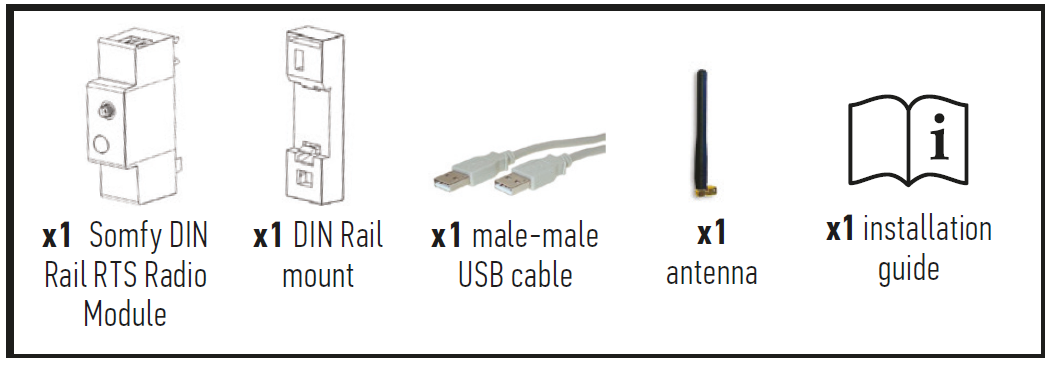 x1 Somfy DIN
Rail RTS Radio
Module
x1 DIN Rail
mount
x1 male-male
USB cable
x1
antenna
i
x1 installation
guide